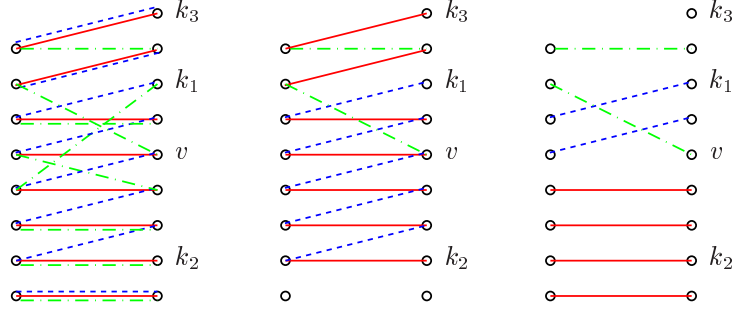 k₃ k₃ k₃
k₁ k₁ k₁
v v v
k₂ k₂ k₂